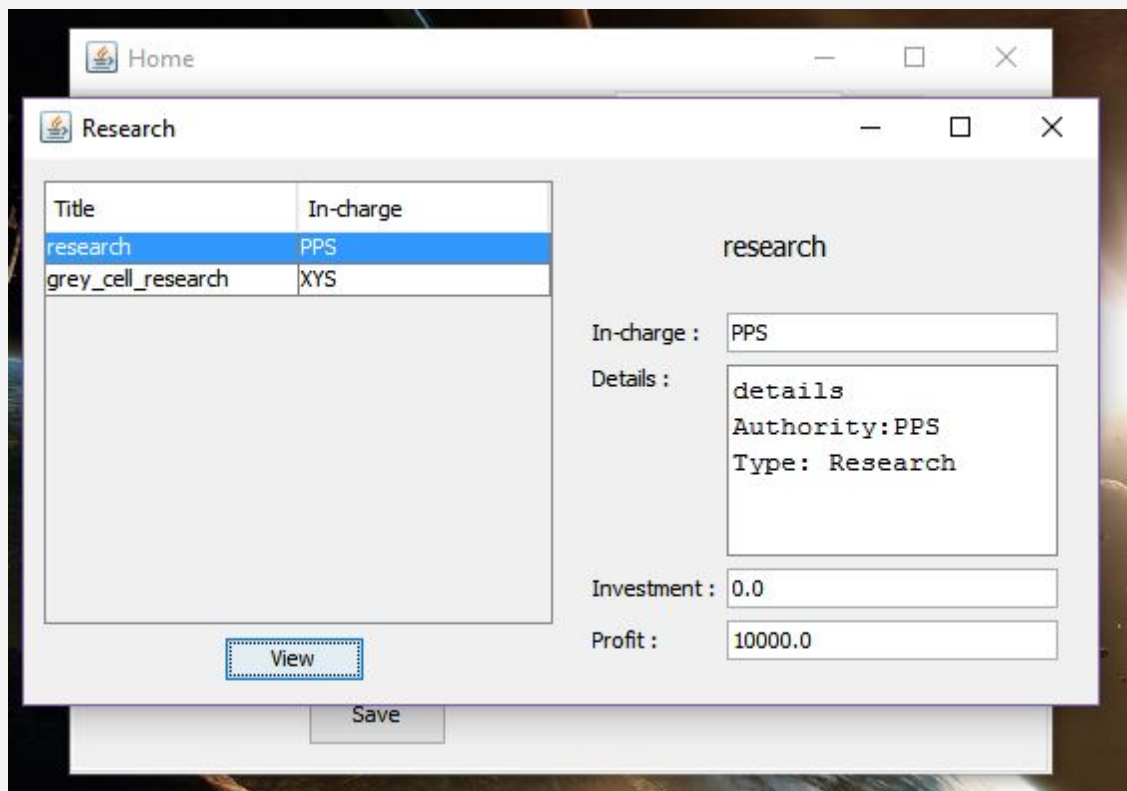 Home
Research
Title In-charge
research PPS
grey_cell_research XYS
View
research
In-charge : PPS
Details : details
Authority:PPS
Type: Research
Investment : 0.0
Profit : 10000.0
Save